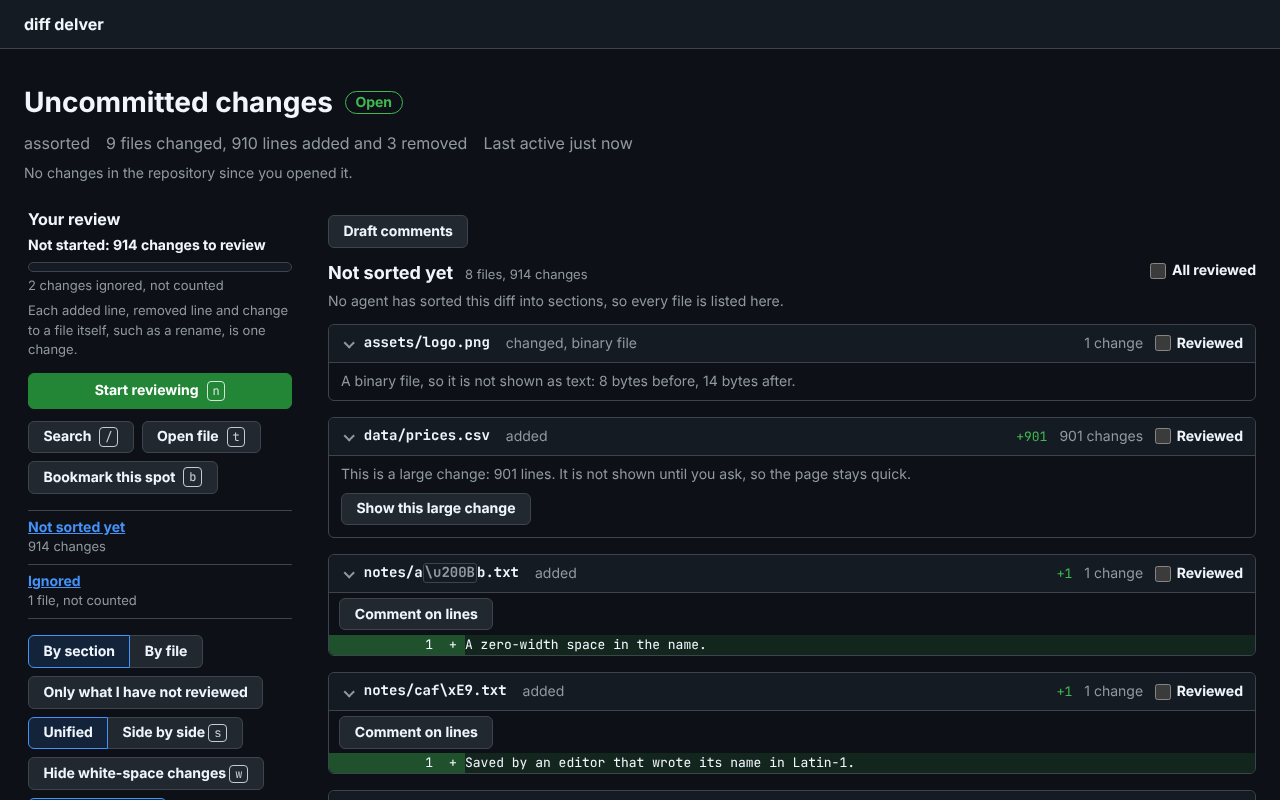 diff delver
Uncommitted changes Open
assorted 9 files changed, 910 lines added and 3 removed Last active just now
No changes in the repository since you opened it.
Your review
Not started: 914 changes to review
2 changes ignored, not counted
Each added line, removed line and change
to a file itself, such as a rename, is one
change.
Start reviewing n
Search / Open file t
Bookmark this spot b
Not sorted yet
914 changes
Ignored
1 file, not counted
By section By file
Only what I have not reviewed
Unified Side by side s
Hide white-space changes w
Draft comments
Not sorted yet 8 files, 914 changes All reviewed
No agent has sorted this diff into sections, so every file is listed here.
assets/logo.png changed, binary file 1 change Reviewed
A binary file, so it is not shown as text: 8 bytes before, 14 bytes after.
data/prices.csv added +901 901 changes Reviewed
This is a large change: 901 lines. It is not shown until you ask, so the page stays quick.
Show this large change
notes/a\u200Bb.txt added +1 1 change Reviewed
Comment on lines
1 + A zero-width space in the name.
notes/caf\xE9.txt added +1 1 change Reviewed
Comment on lines
1 + Saved by an editor that wrote its name in Latin-1.